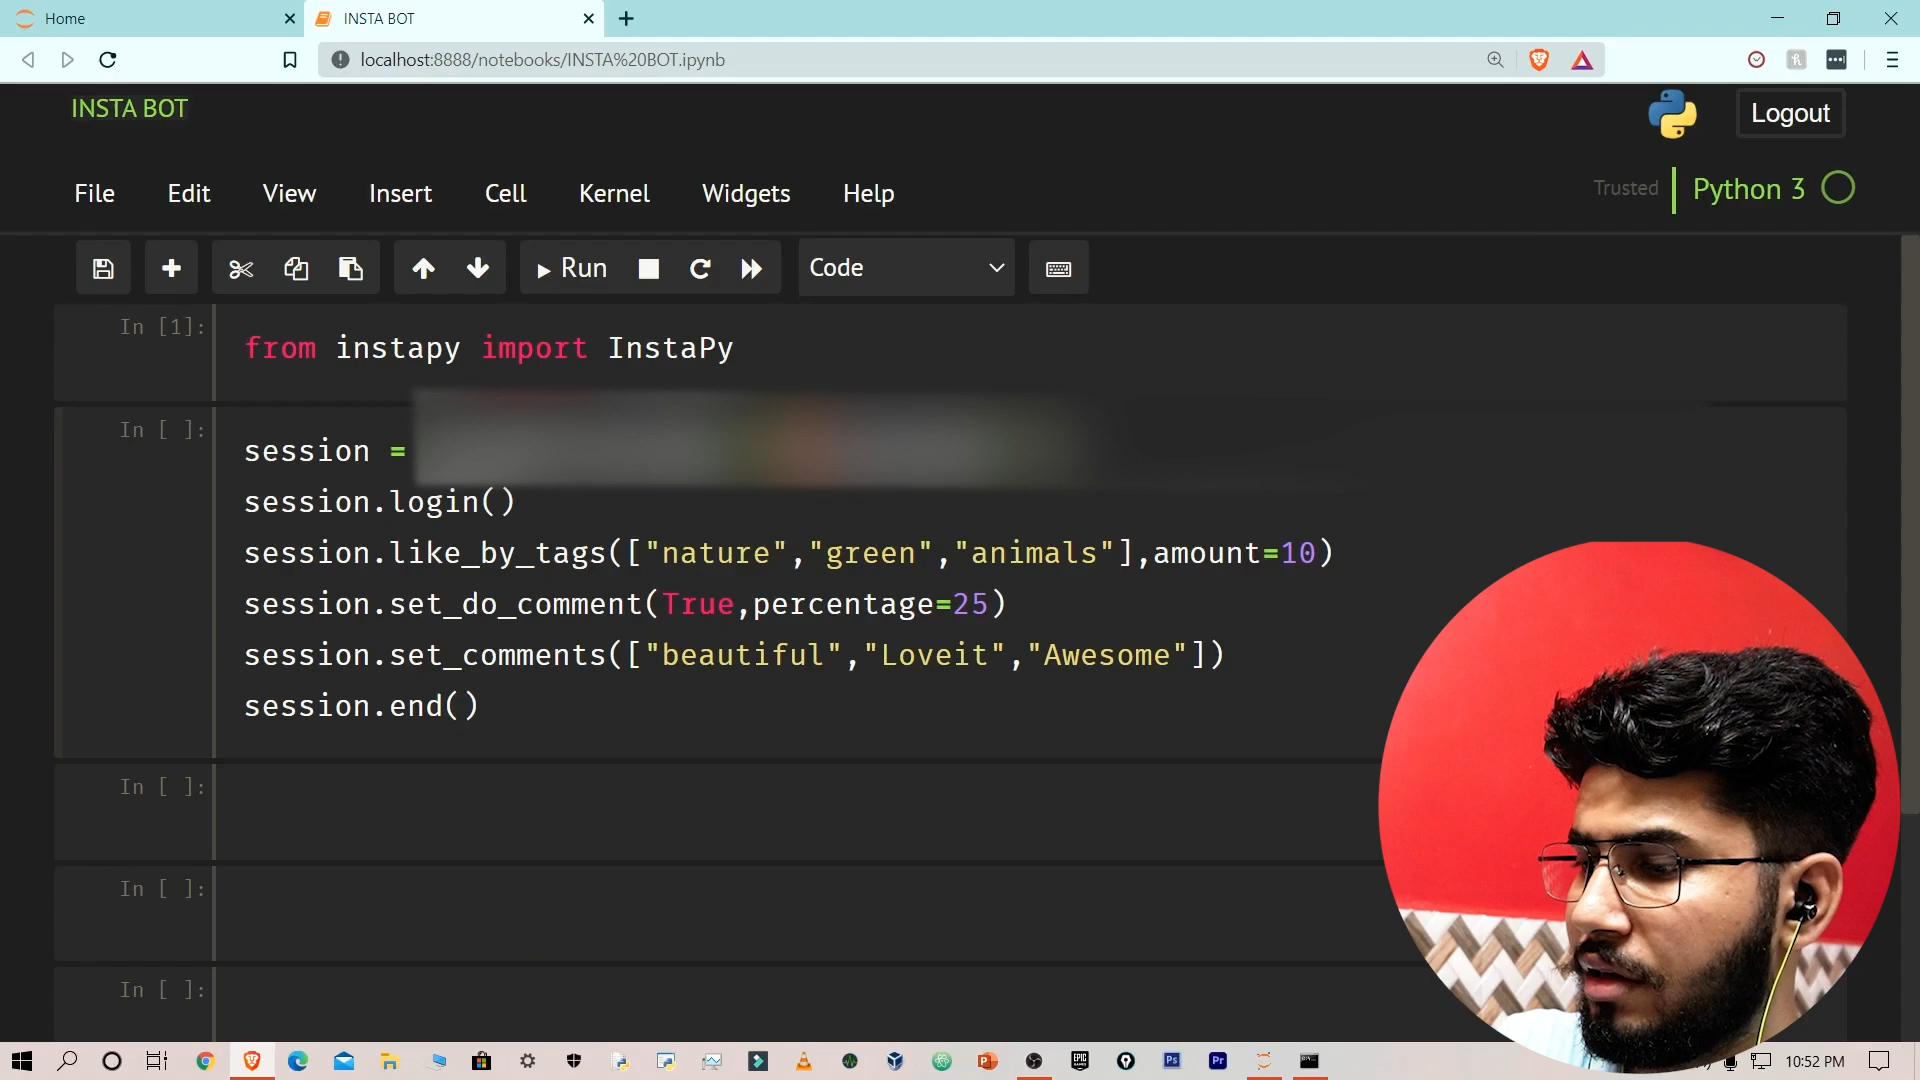 Home
INSTA BOT
localhost:8888/notebooks/INSTA%20BOT.ipynb
INSTA BOT
Logout
File Edit View Insert Cell Kernel Widgets Help
Trusted
Python 3
Run
Code
In [1]:
from instapy import InstaPy
In [ ]:
session =
session.login()
session.like_by_tags(["nature","green","animals"],amount=10)
session.set_do_comment(True,percentage=25)
session.set_comments(["beautiful","Loveit","Awesome"])
session.end()
In [ ]:
In [ ]:
In [ ]:
Ps
Pr
10:52 PM